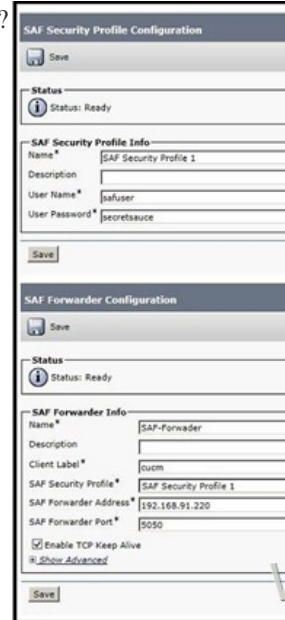 ?
SAF Security Profile Configuration
Save
Status
Status: Ready
SAF Security Profile Info
Name* SAF Security Profile 1
Description
User Name* safuser
User Password* secretsauce
Save
SAF Forwarder Configuration
Save
Status
Status: Ready
SAF Forwarder Info
Name* SAF-Forwader
Description
Client Label* cucm
SAF Security Profile* SAF Security Profile 1
SAF Forwarder Address* 192.168.91.220
SAF Forwarder Port* 5050
Enable TCP Keep Alive
Show Advanced
Save